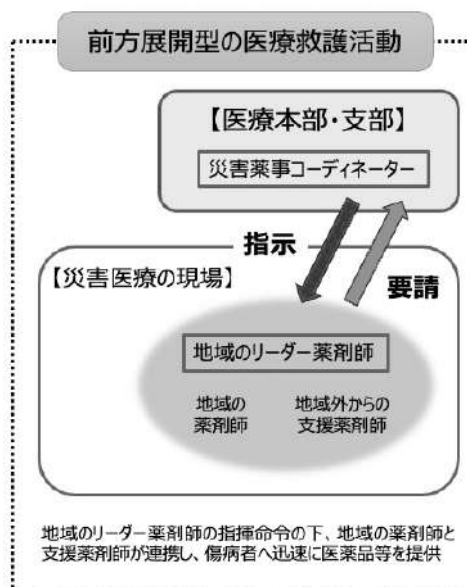 前方展開型の医療救護活動
【医療本部・支部】
災害薬事コーディネーター
指示
要請
【災害医療の現場】
地域のリーダー薬剤師
地域の
薬剤師
地域外からの
支援薬剤師
地域のリーダー薬剤師の指揮命令の下、地域の薬剤師と
支援薬剤師が連携し、傷病者へ迅速に医薬品等を提供